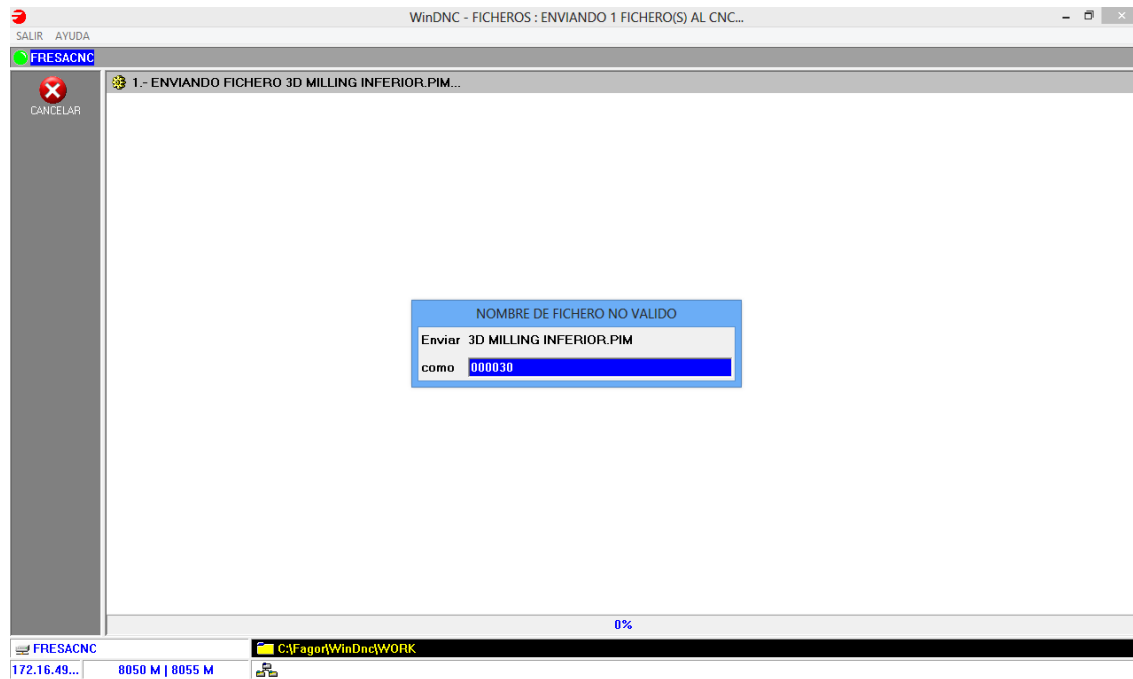 WinDNC - FICHEROS : ENVIANDO 1 FICHERO(S) AL CNC...
SALIR AYUDA
FRESACNC
CANCELAR
1.- ENVIANDO FICHERO 3D MILLING INFERIOR.PIM...
NOMBRE DE FICHERO NO VALIDO
Enviar 3D MILLING INFERIOR.PIM
como 000030
0%
FRESACNC C:\Fagor\WinDnc\WORK
172.16.49... 8050 M | 8055 M